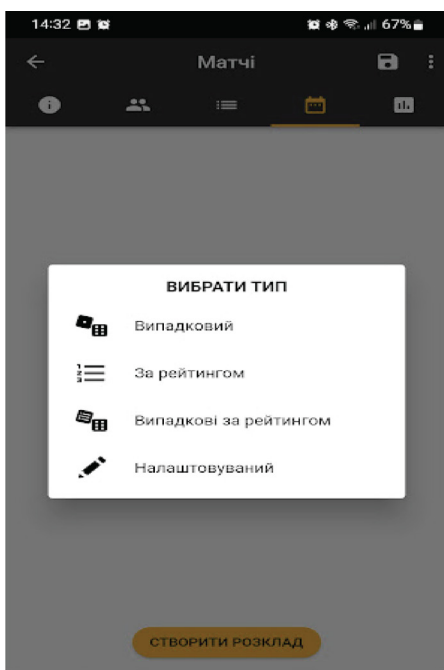 14:32 67%
Матчі
ВИБРАТИ ТИП
Випадковий
За рейтингом
Випадкові за рейтингом
Налаштовуваний
СТВОРИТИ РОЗКЛАД